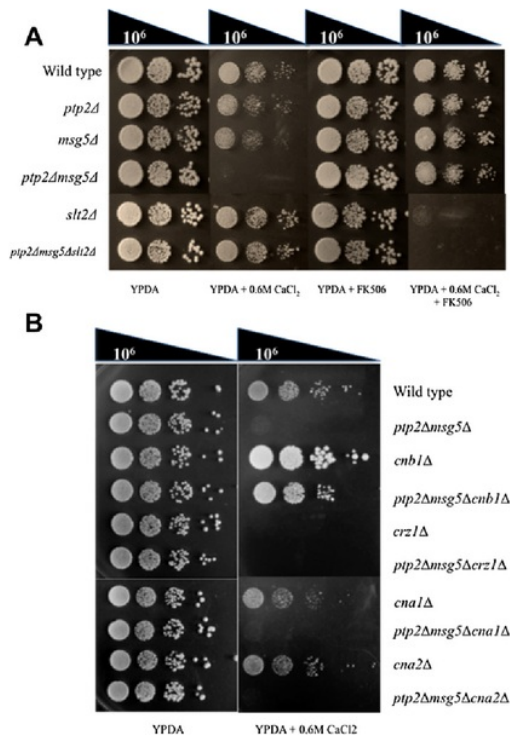 A
10⁶ 10⁶ 10⁶ 10⁶
Wild type
ptp2Δ
msg5Δ
ptp2Δmsg5Δ
slt2Δ
ptp2Δmsg5Δslt2Δ
YPDA YPDA + 0.6M CaCl₂ YPDA + FK506 YPDA + 0.6M CaCl₂
+ FK506
B
10⁶ 10⁶
Wild type
ptp2Δmsg5Δ
cnb1Δ
ptp2Δmsg5Δcnb1Δ
crz1Δ
ptp2Δmsg5Δcrz1Δ
cna1Δ
ptp2Δmsg5Δcna1Δ
cna2Δ
ptp2Δmsg5Δcna2Δ
YPDA YPDA + 0.6M CaCl2